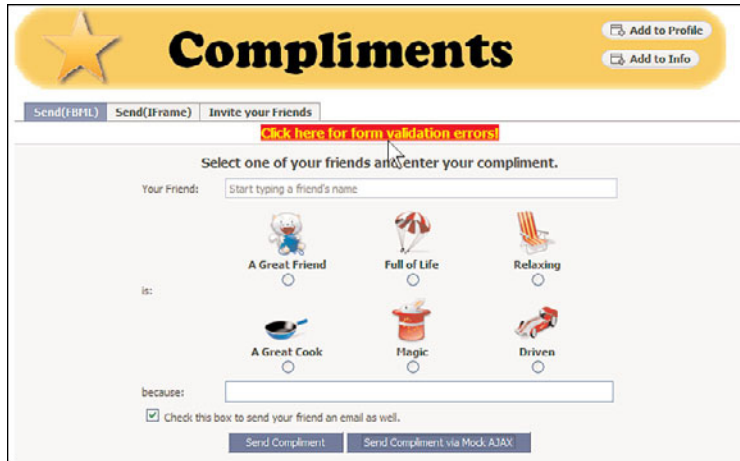 Compliments
Add to Profile
Add to Info
Send(FBML) Send(IFrame) Invite your Friends
Click here for form validation errors!
Select one of your friends and enter your compliment.
Your Friend: Start typing a friend's name
A Great Friend Full of Life Relaxing
is:
A Great Cook Magic Driven
because:
Check this box to send your friend an email as well.
Send Compliment Send Compliment via Mock AJAX